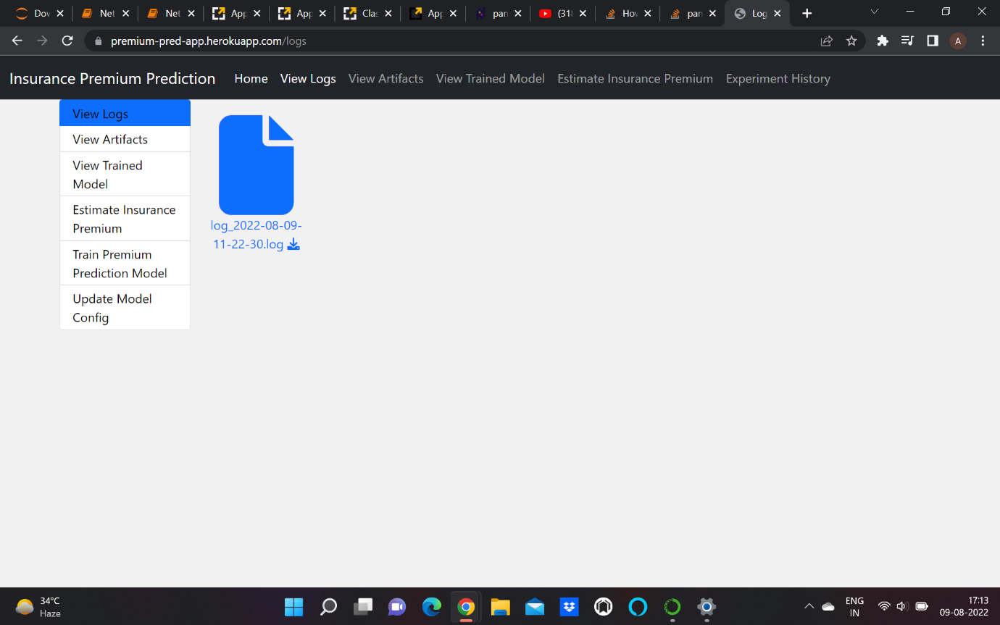 Dow
Net
Net
App
App
Clas
App
pan
(318
How
pan
Log
premium-pred-app.herokuapp.com/logs
A
Insurance Premium Prediction
Home
View Logs
View Artifacts
View Trained Model
Estimate Insurance Premium
Experiment History
View Logs
View Artifacts
View Trained
Model
Estimate Insurance
Premium
Train Premium
Prediction Model
Update Model
Config
log_2022-08-09-
11-22-30.log
34°C
Haze
ENG
IN
17:13
09-08-2022